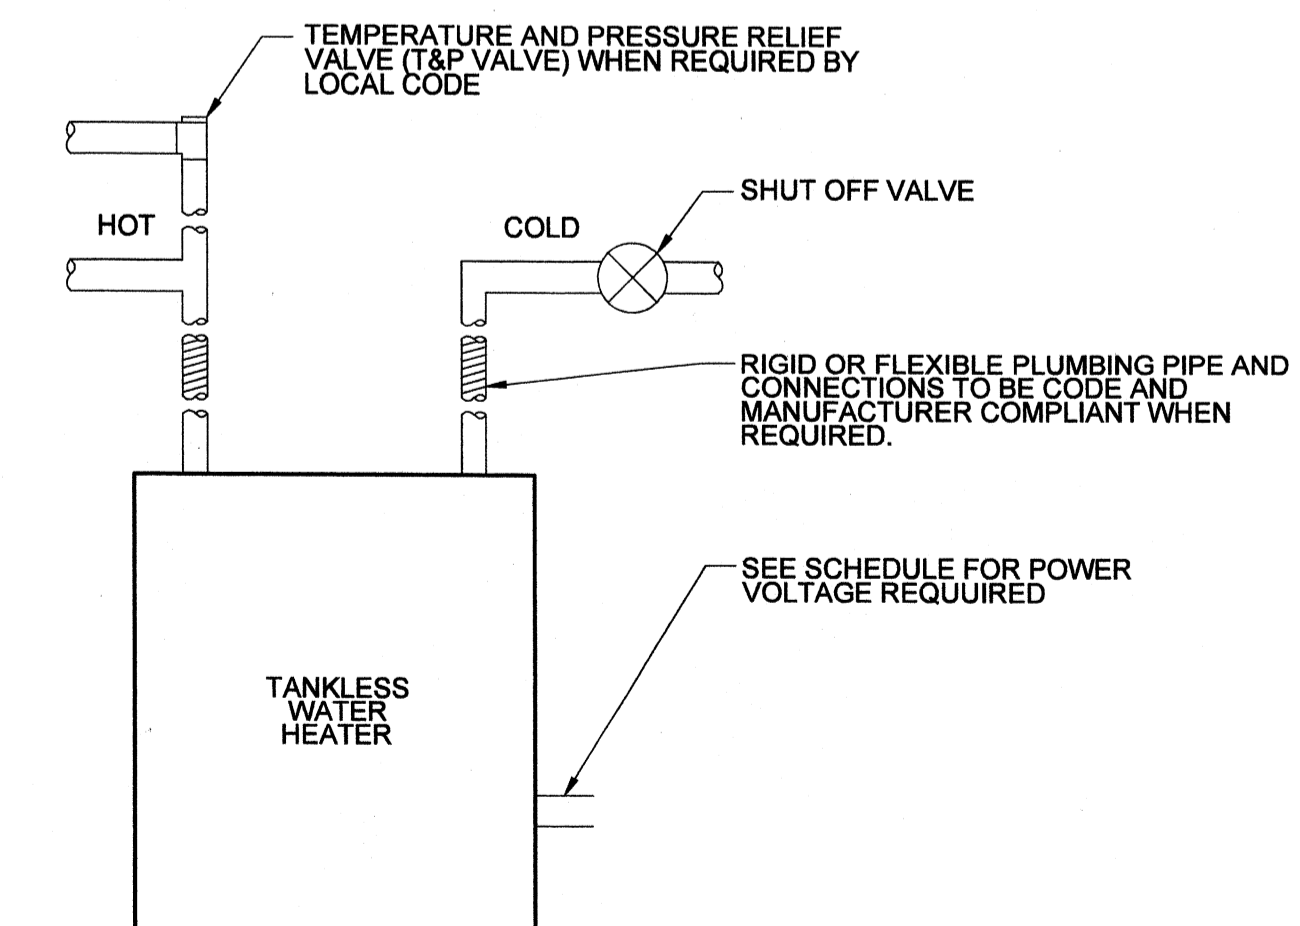 TEMPERATURE AND PRESSURE RELIEF
VALVE (T&P VALVE) WHEN REQUIRED BY
LOCAL CODE
SHUT OFF VALVE
HOT
COLD
RIGID OR FLEXIBLE PLUMBING PIPE AND
CONNECTIONS TO BE CODE AND
MANUFACTURER COMPLIANT WHEN
REQUIRED.
SEE SCHEDULE FOR POWER
VOLTAGE REQUUIRED
TANKLESS
WATER
HEATER